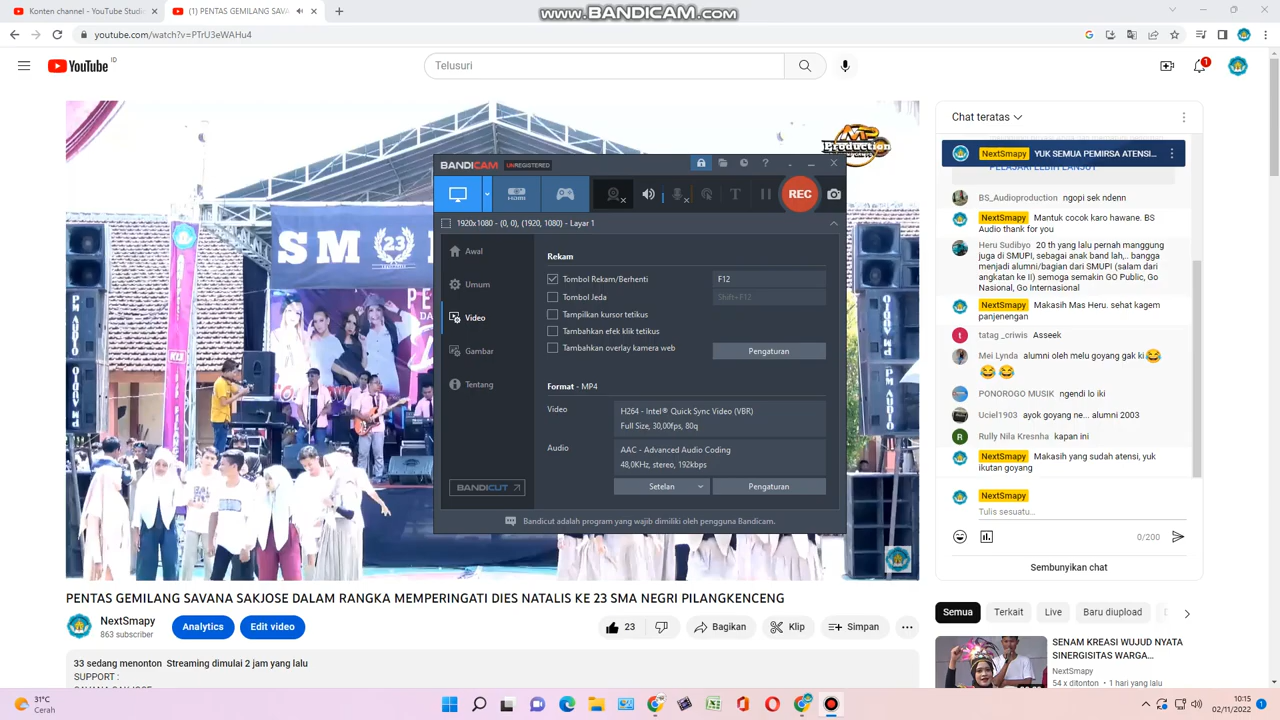 Konten channel - YouTube Studio
(1) PENTAS GEMILANG SAVA
www.BANDICAM.com
youtube.com/watch?v=PTrU3eWAHu4
YouTube ID
Telusuri
1
Production
SM
23
BANDICAM UNREGISTERED
REC
1920x1080 - (0, 0), (1920, 1080) - Layar 1
Awal
Umum
Video
Gambar
Tentang
BANDICUT
Rekam
Tombol Rekam/Berhenti
F12
Tombol Jeda
Shift+F12
Tampilkan kursor tetikus
Tambahkan efek klik tetikus
Tambahkan overlay kamera web
Pengaturan
Format - MP4
Video
H264 - Intel® Quick Sync Video (VBR)
Full Size, 30,00fps, 80q
Audio
AAC - Advanced Audio Coding
48,0KHz, stereo, 192kbps
Setelan
Pengaturan
Bandicut adalah program yang wajib dimiliki oleh pengguna Bandicam.
PENTAS GEMILANG SAVANA SAKJOSE DALAM RANGKA MEMPERINGATI DIES NATALIS KE 23 SMA NEGRI PILANGKENCENG
NextSmapy
863 subscriber
Analytics
Edit video
23
Bagikan
Klip
Simpan
33 sedang menonton Streaming dimulai 2 jam yang lalu
SUPPORT :
SAVANA SAKJOSE
Chat teratas
NextSmapy YUK SEMUA PEMIRSA ATENSI...
PELAJARI LEBIH LANJUT
BS_Audioproduction ngopi sek ndenn
NextSmapy Mantuk cocok karo havane. BS
Audio thank for you
Heru Sudibyo 20 th yang lalu pernah manggung
juga di SMUPI, sebagai anak band lah,.. bangga
menjadi alumni/bagian dari SMUPI (salam dari
angkatan ke II) semoga semakin GO Public, Go
Nasional, Go Internasional
NextSmapy Makasih Mas Heru. sehat kagem
panjenengan
tatag _criwis Asseek
Mei Lynda alumni oleh melu goyang gak ki😂
😂😂
PONOROGO MUSIK ngendi lo iki
Uciel1903 ayok goyang ne... alumni 2003
R Rully Nila Kresnha kapan ini
NextSmapy Makasih yang sudah atensi, yuk
ikutan goyang
NextSmapy
Tulis sesuatu...
0/200
Sembunyikan chat
Semua
Terkait
Live
Baru diupload
SENAM KREASI WUJUD NYATA
SINERGISITAS WARGA...
NextSmapy
54 x ditonton • 1 hari yang lalu
31°C
Cerah
10:15
02/11/2022
1